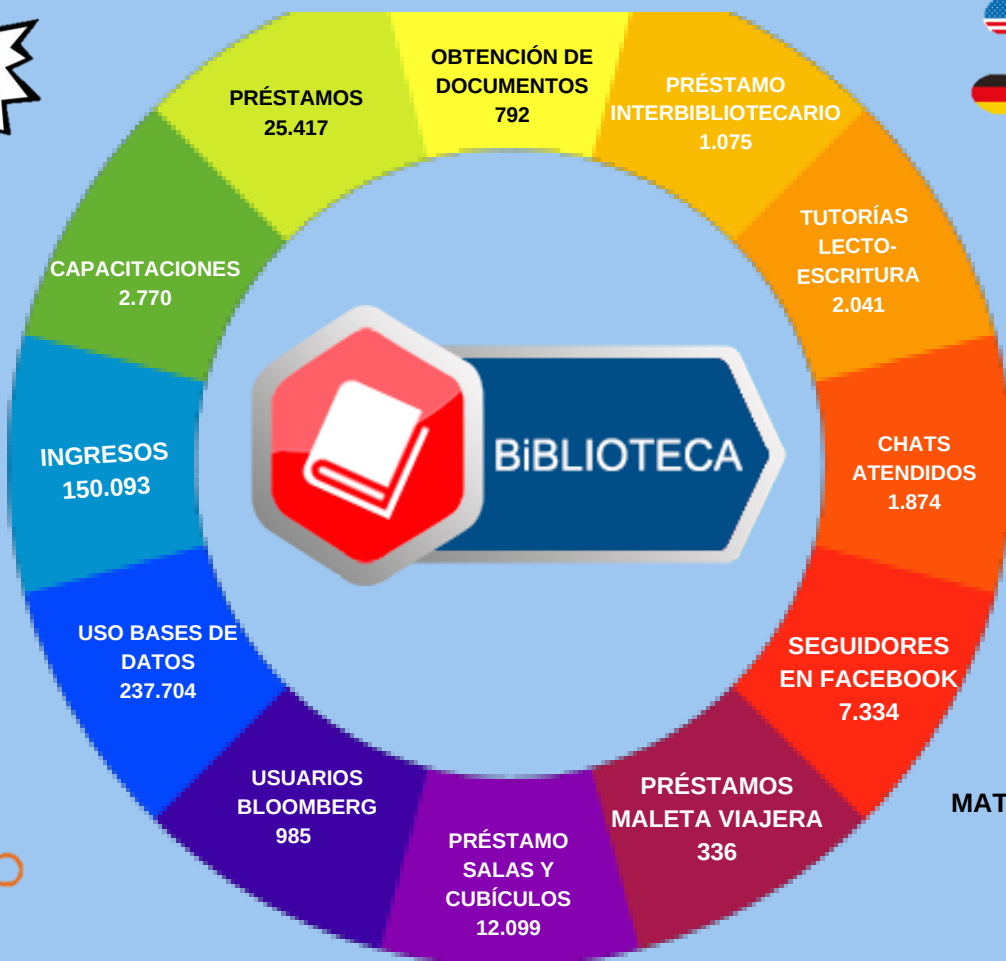 OBTENCIÓN DE
DOCUMENTOS
792
PRÉSTAMO
INTERBIBLIOTECARIO
1.075
TUTORÍAS
LECTO-
ESCRITURA
2.041
CHATS
ATENDIDOS
1.874
SEGUIDORES
EN FACEBOOK
7.334
PRÉSTAMOS
MALETA VIAJERA
336
PRÉSTAMO
SALAS Y
CUBÍCULOS
12.099
USUARIOS
BLOOMBERG
985
USO BASES DE
DATOS
237.704
INGRESOS
150.093
CAPACITACIONES
2.770
PRÉSTAMOS
25.417
BiBLIOTECA
MAT